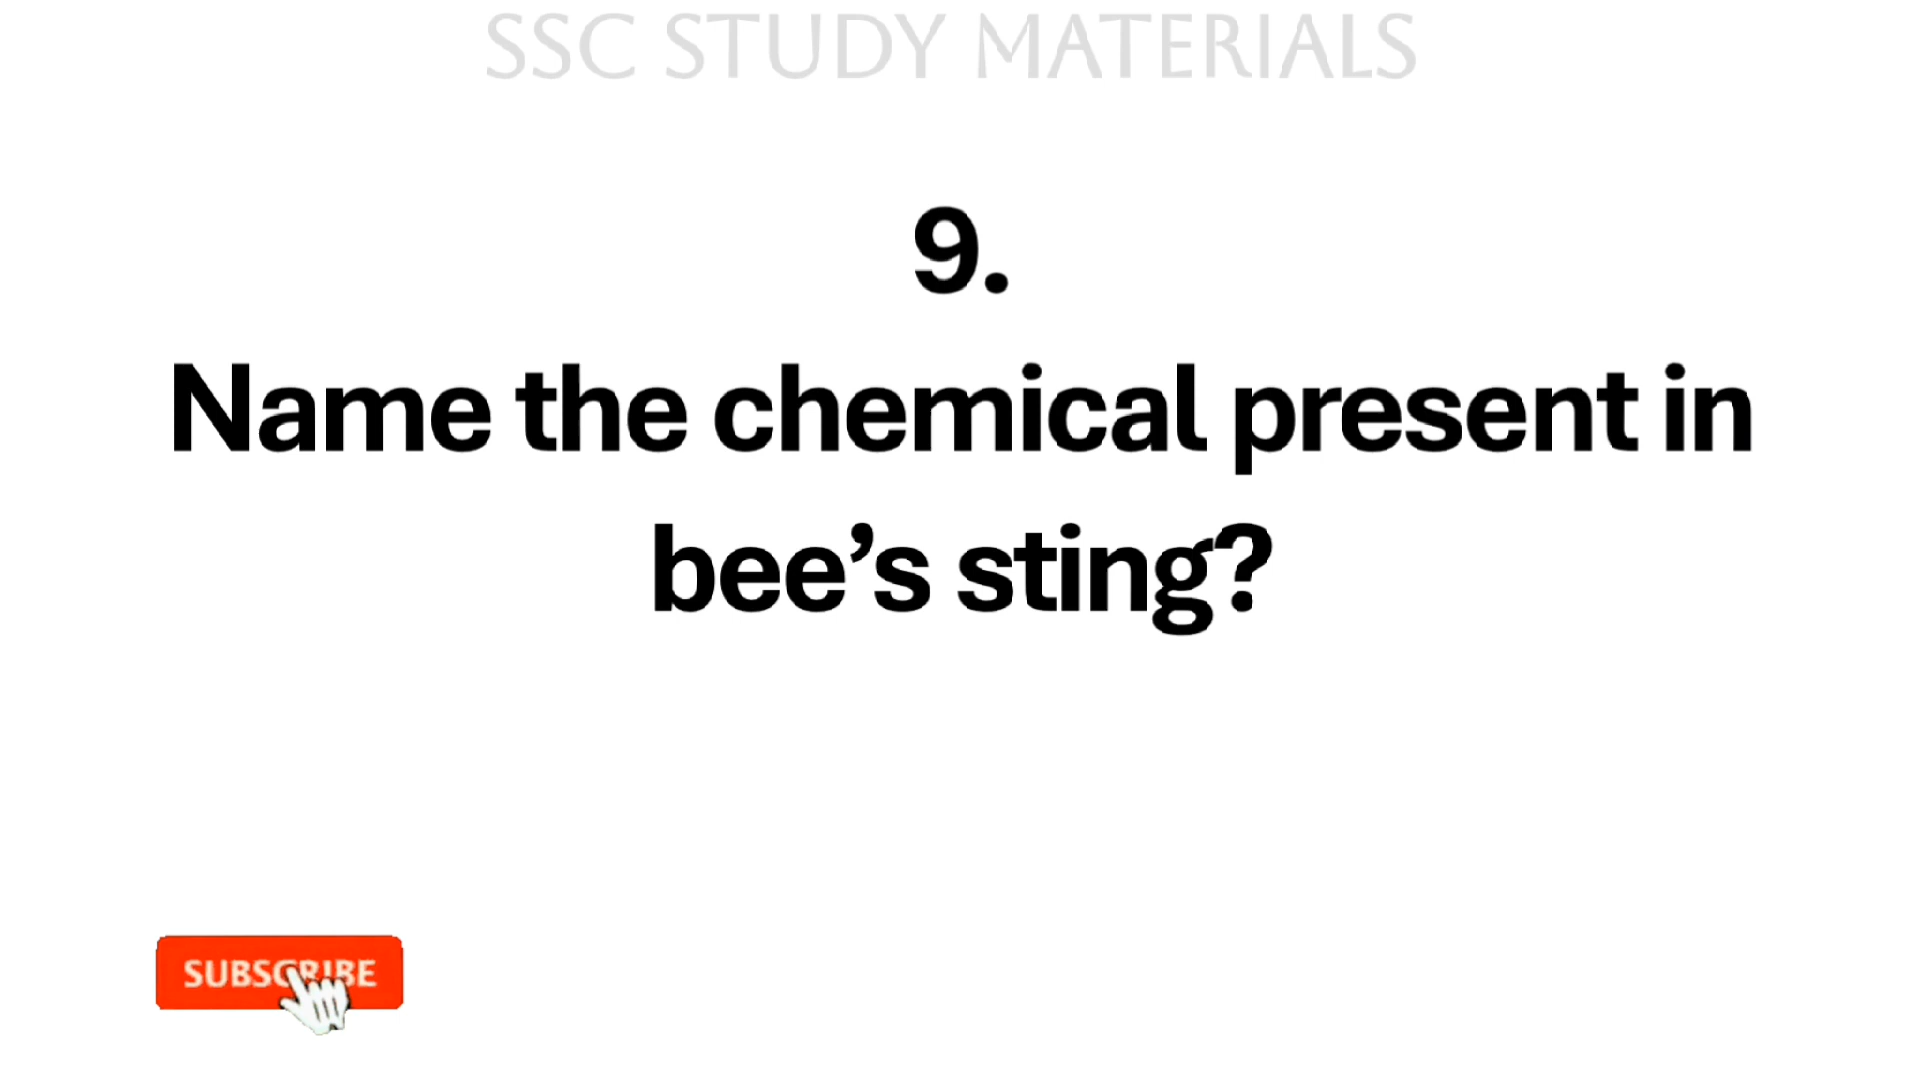 SSC STUDY MATERIALS
9.
Name the chemical present in
bee’s sting?
SUBSCRIBE